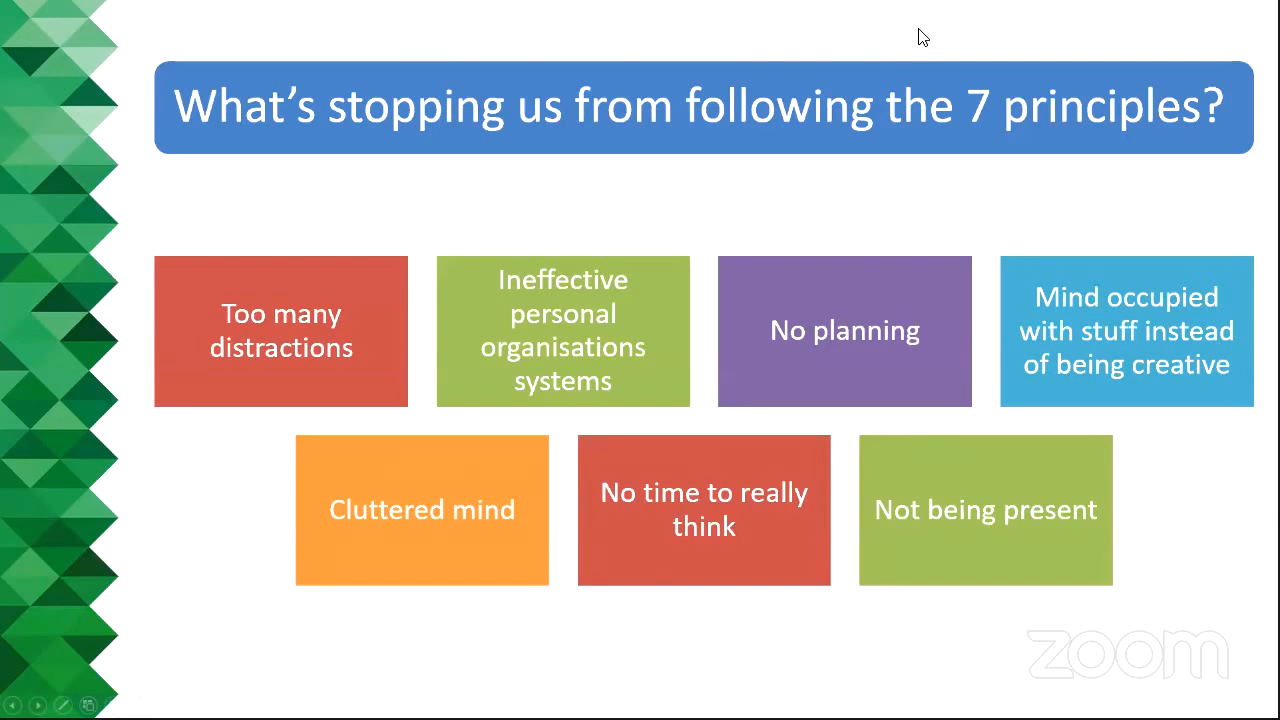 What’s stopping us from following the 7 principles?
Too many
distractions
Ineffective
personal
organisations
systems
No planning
Mind occupied
with stuff instead
of being creative
Cluttered mind
No time to really
think
Not being present
zoom